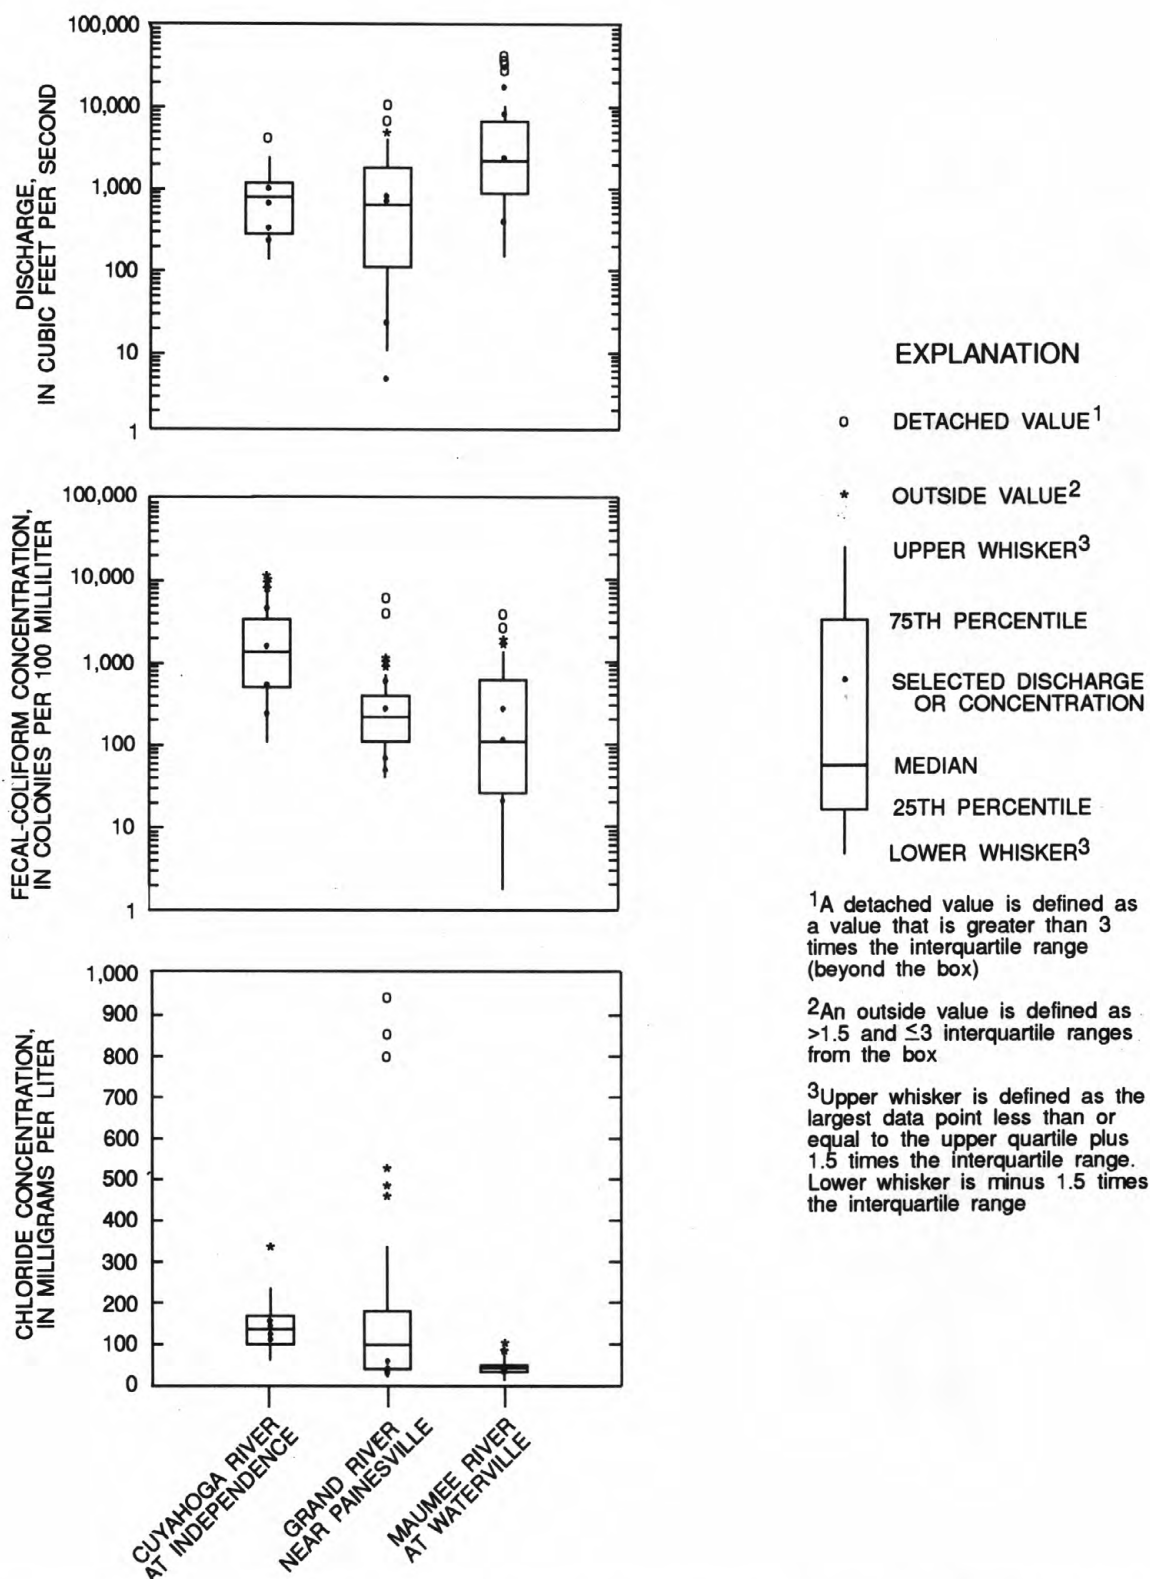 DISCHARGE,
IN CUBIC FEET PER SECOND
100,000
10,000
1,000
100
10
1
FECAL-COLIFORM CONCENTRATION,
IN COLONIES PER 100 MILLILITER
100,000
10,000
1,000
100
10
1
CHLORIDE CONCENTRATION,
IN MILLIGRAMS PER LITER
1,000
900
800
700
600
500
400
300
200
100
0
CUYAHOGA RIVER
AT INDEPENDENCE
GRAND RIVER
NEAR PAINESVILLE
MAUMEE RIVER
AT WATERVILLE
EXPLANATION
o DETACHED VALUE1
* OUTSIDE VALUE2
UPPER WHISKER3
75TH PERCENTILE
SELECTED DISCHARGE
OR CONCENTRATION
MEDIAN
25TH PERCENTILE
LOWER WHISKER3
1A detached value is defined as
a value that is greater than 3
times the interquartile range
(beyond the box)
2An outside value is defined as
>1.5 and ≤3 interquartile ranges
from the box
3Upper whisker is defined as the
largest data point less than or
equal to the upper quartile plus
1.5 times the interquartile range.
Lower whisker is minus 1.5 times
the interquartile range